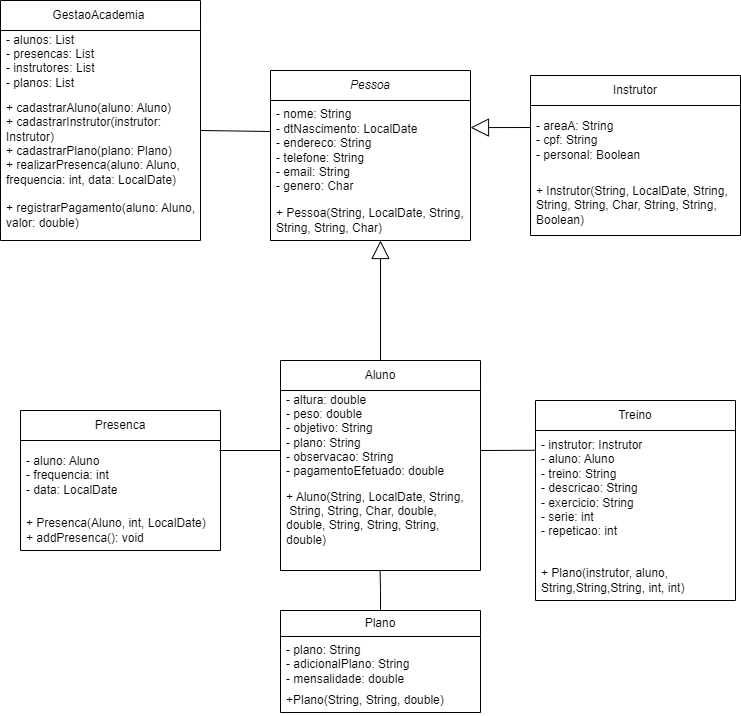 GestaoAcademia
- alunos: List
- presencas: List
- instrutores: List
- planos: List
+ cadastrarAluno(aluno: Aluno)
+ cadastrarInstrutor(instrutor:
Instrutor)
+ cadastrarPlano(plano: Plano)
+ realizarPresenca(aluno: Aluno,
frequencia: int, data: LocalDate)
+ registrarPagamento(aluno: Aluno,
valor: double)
Pessoa
- nome: String
- dtNascimento: LocalDate
- endereco: String
- telefone: String
- email: String
- genero: Char
+ Pessoa(String, LocalDate, String,
String, String, Char)
Instrutor
- areaA: String
- cpf: String
- personal: Boolean
+ Instrutor(String, LocalDate, String,
String, String, Char, String, String,
Boolean)
Aluno
- altura: double
- peso: double
- objetivo: String
- plano: String
- observacao: String
- pagamentoEfetuado: double
+ Aluno(String, LocalDate, String,
String, String, Char, double,
double, String, String, String,
double)
Presenca
- aluno: Aluno
- frequencia: int
- data: LocalDate
+ Presenca(Aluno, int, LocalDate)
+ addPresenca(): void
Treino
- instrutor: Instrutor
- aluno: Aluno
- treino: String
- descricao: String
- exercicio: String
- serie: int
- repeticao: int
+ Plano(instrutor, aluno,
String,String,String, int, int)
Plano
- plano: String
- adicionalPlano: String
- mensalidade: double
+Plano(String, String, double)